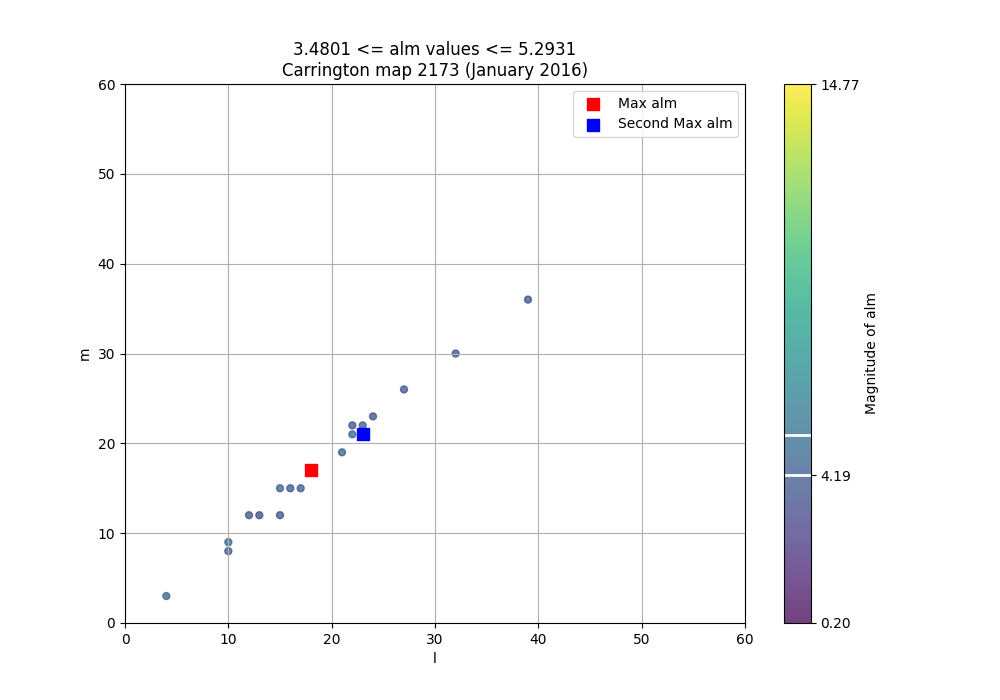 3.4801 <= alm values <= 5.2931
Carrington map 2173 (January 2016)
Max alm
Second Max alm
60
50
40
30
20
10
0
m
0 10 20 30 40 50 60
l
14.77
4.19
0.20
Magnitude of alm